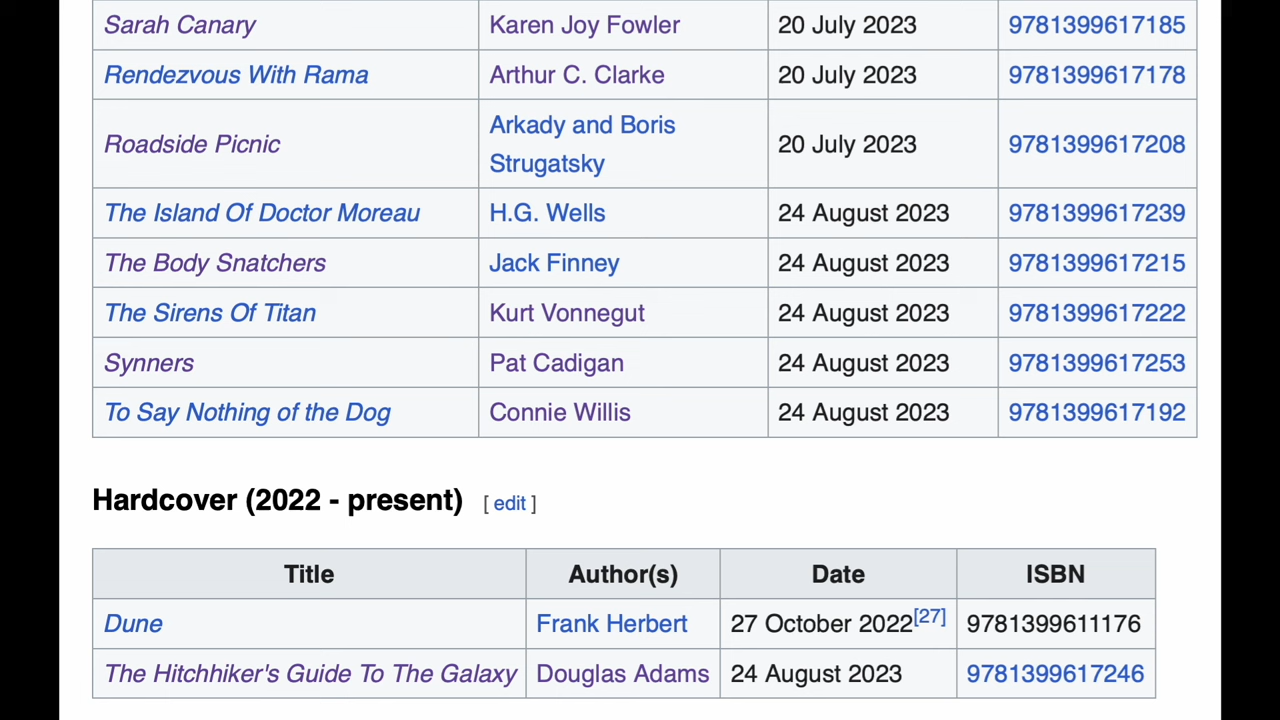 Sarah Canary Karen Joy Fowler 20 July 2023 9781399617185
Rendezvous With Rama Arthur C. Clarke 20 July 2023 9781399617178
Roadside Picnic Arkady and Boris Strugatsky 20 July 2023 9781399617208
The Island Of Doctor Moreau H.G. Wells 24 August 2023 9781399617239
The Body Snatchers Jack Finney 24 August 2023 9781399617215
The Sirens Of Titan Kurt Vonnegut 24 August 2023 9781399617222
Synners Pat Cadigan 24 August 2023 9781399617253
To Say Nothing of the Dog Connie Willis 24 August 2023 9781399617192
Hardcover (2022 - present) [ edit ]
Title Author(s) Date ISBN
Dune Frank Herbert 27 October 2022[27] 9781399611176
The Hitchhiker's Guide To The Galaxy Douglas Adams 24 August 2023 9781399617246